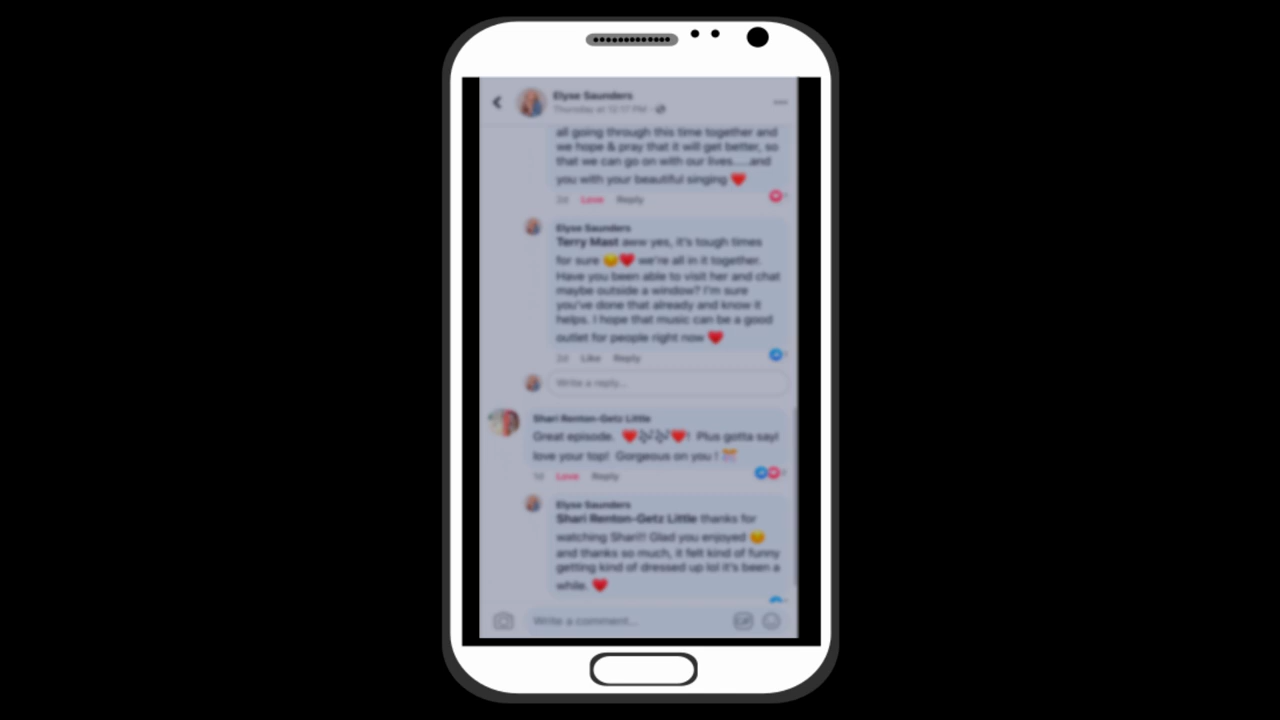 Elyse Saunders
Thursday at 12:17 PM
all going through this time together and
we hope & pray that it will get better, so
that we can go on with our lives....and
you with your beautiful singing ❤️
2d Love Reply
Elyse Saunders
Terry Mast aww yes, it's tough times
for sure 😔❤️ we're all in it together.
Have you been able to visit her and chat
maybe outside a window? I'm sure
you've done that already and know it
helps. I hope that music can be a good
outlet for people right now ❤️
2d Like Reply
Write a reply...
Shari Renton-Getz Little
Great episode. ❤️🎶🎶❤️! Plus gotta say!
love your top! Gorgeous on you !
1d Love Reply
Elyse Saunders
Shari Renton-Getz Little thanks for
watching Shari!! Glad you enjoyed 😊
and thanks so much, it felt kind of funny
getting kind of dressed up lol it's been a
while. ❤️
Write a comment...
GIF